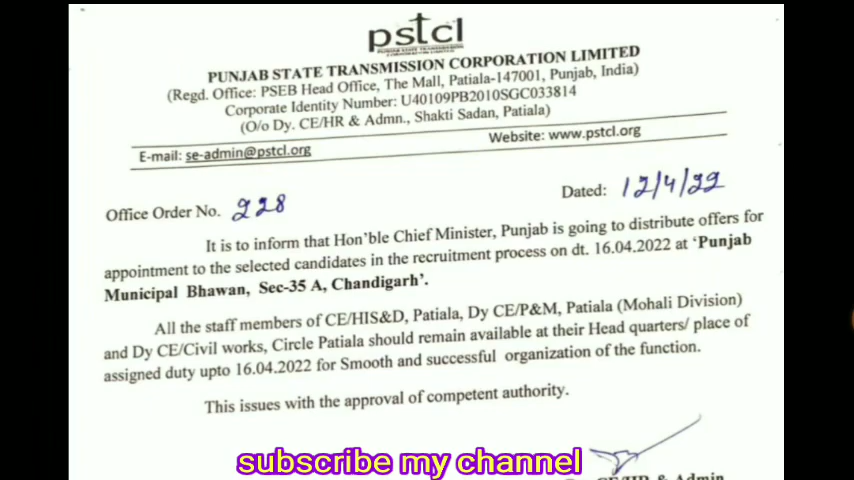 pstcl
PUNJAB STATE TRANSMISSION CORPORATION LIMITED
(Regd. Office: PSEB Head Office, The Mall, Patiala-147001, Punjab, India)
Corporate Identity Number: U40109PB2010SGC033814
(O/o Dy. CE/HR & Admn., Shakti Sadan, Patiala)
E-mail: se-admin@pstcl.org Website: www.pstcl.org
Office Order No. 228 Dated: 12/4/22
It is to inform that Hon'ble Chief Minister, Punjab is going to distribute offers for
appointment to the selected candidates in the recruitment process on dt. 16.04.2022 at 'Punjab
Municipal Bhawan, Sec-35 A, Chandigarh'.
All the staff members of CE/HIS&D, Patiala, Dy CE/P&M, Patiala (Mohali Division)
and Dy CE/Civil works, Circle Patiala should remain available at their Head quarters/ place of
assigned duty upto 16.04.2022 for Smooth and successful organization of the function.
This issues with the approval of competent authority.
subscribe my channel